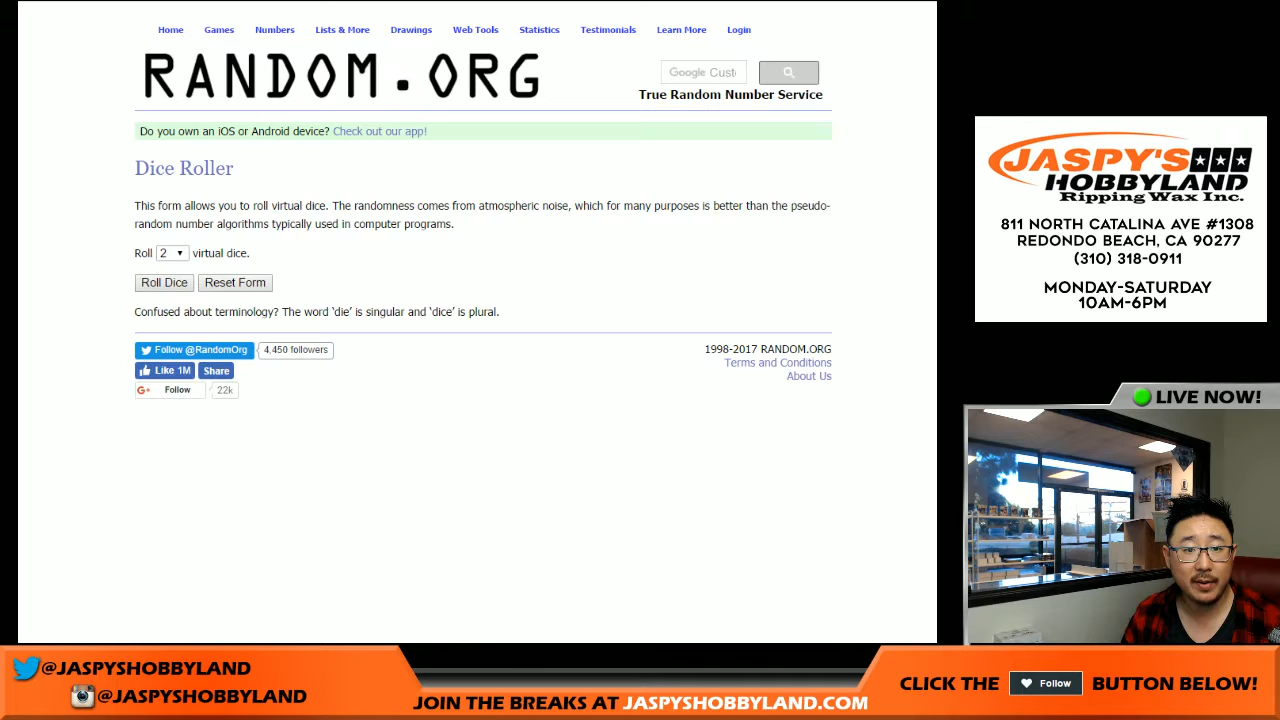 Home Games Numbers Lists & More Drawings Web Tools Statistics Testimonials Learn More Login
RANDOM.ORG
Google Cust
True Random Number Service
Do you own an iOS or Android device? Check out our app!
Dice Roller
This form allows you to roll virtual dice. The randomness comes from atmospheric noise, which for many purposes is better than the pseudo-
random number algorithms typically used in computer programs.
Roll 2 virtual dice.
Roll Dice Reset Form
Confused about terminology? The word ‘die’ is singular and ‘dice’ is plural.
Follow @RandomOrg 4,450 followers
Like 1M Share
G+ Follow 22k
1998-2017 RANDOM.ORG
Terms and Conditions
About Us
JASPY'S
HOBBYLAND
Ripping Wax Inc.
811 NORTH CATALINA AVE #1308
REDONDO BEACH, CA 90277
(310) 318-0911
MONDAY-SATURDAY
10AM-6PM
LIVE NOW!
@JASPYSHOBBYLAND
@JASPYSHOBBYLAND
JOIN THE BREAKS AT JASPYSHOBBYLAND.COM
CLICK THE Follow BUTTON BELOW!